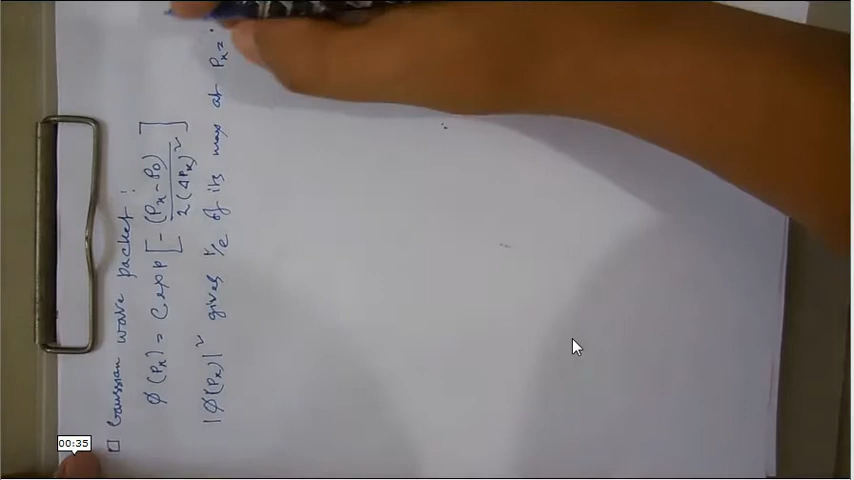 □ Gaussian wave packet :
φ(Px) = C exp [ - (Px - P0) / 2(ΔPx)² ]
|φ(Px)|² gives 1/e of its max at Px =
00:35